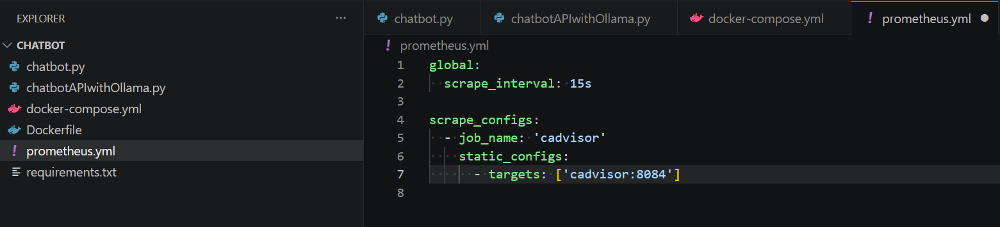 EXPLORER
···
CHATBOT
chatbot.py
chatbotAPIwithOllama.py
docker-compose.yml
Dockerfile
! prometheus.yml
requirements.txt
chatbot.py
chatbotAPIwithOllama.py
docker-compose.yml
! prometheus.yml
! prometheus.yml
1 global:
2   scrape_interval: 15s
3
4 scrape_configs:
5   - job_name: 'cadvisor'
6     static_configs:
7       - targets: ['cadvisor:8084']
8